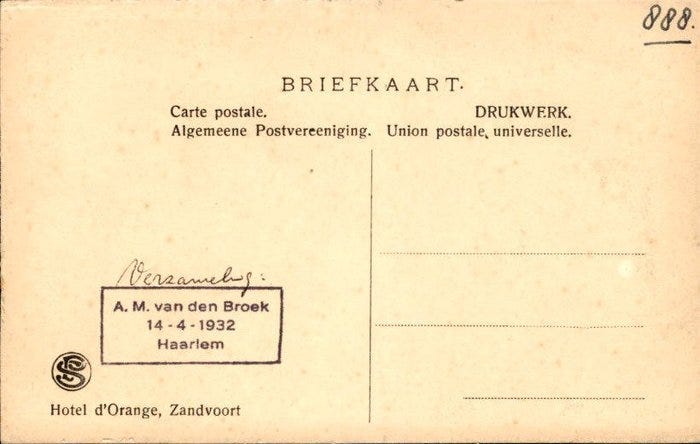 888.
BRIEFKAART.
Carte postale. DRUKWERK.
Algemeene Postvereeniging. Union postale universelle.
Verzameling:
A. M. van den Broek
14-4-1932
Haarlem
Hotel d'Orange, Zandvoort